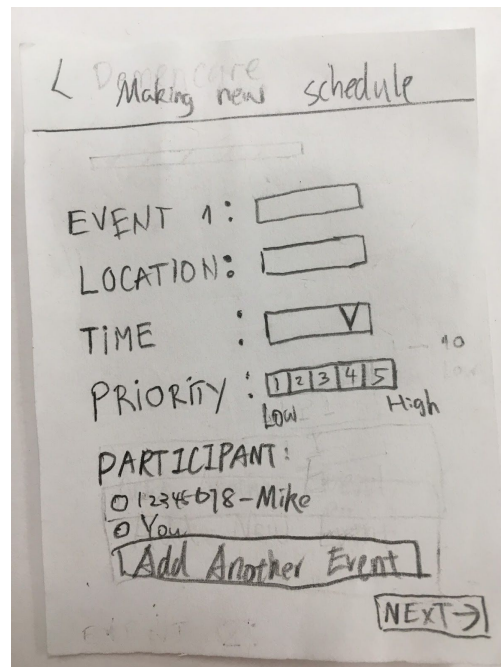 < Making new schedule
EVENT 1:
LOCATION:
TIME : V
PRIORITY : 1 2 3 4 5
Low High
PARTICIPANT:
O 12345678-Mike
O You
Add Another Event
NEXT→